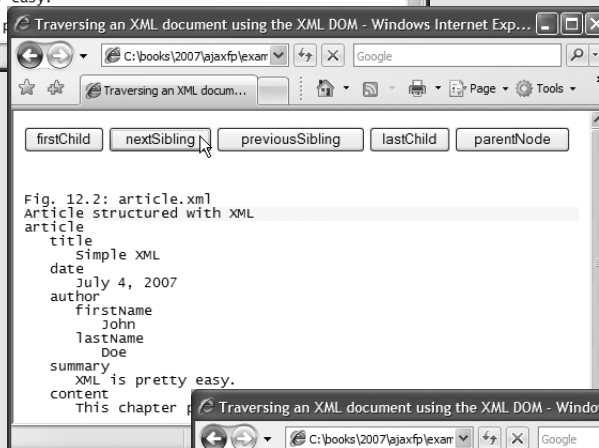 easy.
Traversing an XML document using the XML DOM - Windows Internet Exp...
C:\books\2007\ajaxfp\exam
Google
Traversing an XML docum...
Page
Tools
firstChild nextSibling previousSibling lastChild parentNode
Fig. 12.2: article.xml
Article structured with XML
article
title
Simple XML
date
July 4, 2007
author
firstName
John
lastName
Doe
summary
XML is pretty easy.
content
This chapter p
Traversing an XML document using the XML DOM - Windo
C:\books\2007\ajaxfp\exam
Google